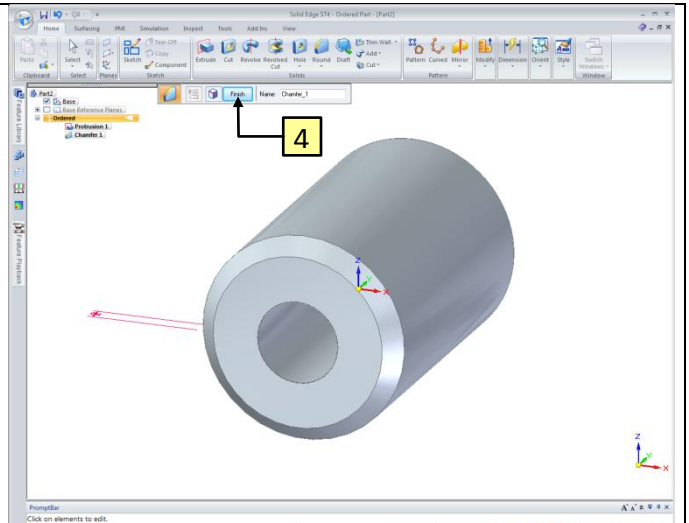 Solid Edge ST4 - Ordered Part - [Part2]
Home Surfacing PMI Simulation Inspect Tools Add Ins View
Paste Select Sketch Tear-Off Copy Component Extrude Cut Revolve Revolved Cut Hole Round Draft Thin Wall Add Cut Pattern Curved Mirror Modify Dimension Orient Style Switch Windows
Clipboard Select Planes Sketch Solids Pattern Window
Part2
Base
Base Reference Planes
Ordered
Protrusion 1
Chamfer 1
Finish Name: Chamfer_1
4
Feature Library
Feature Playback
Z
Y
X
Z
Y
X
PromptBar
Click on elements to edit.